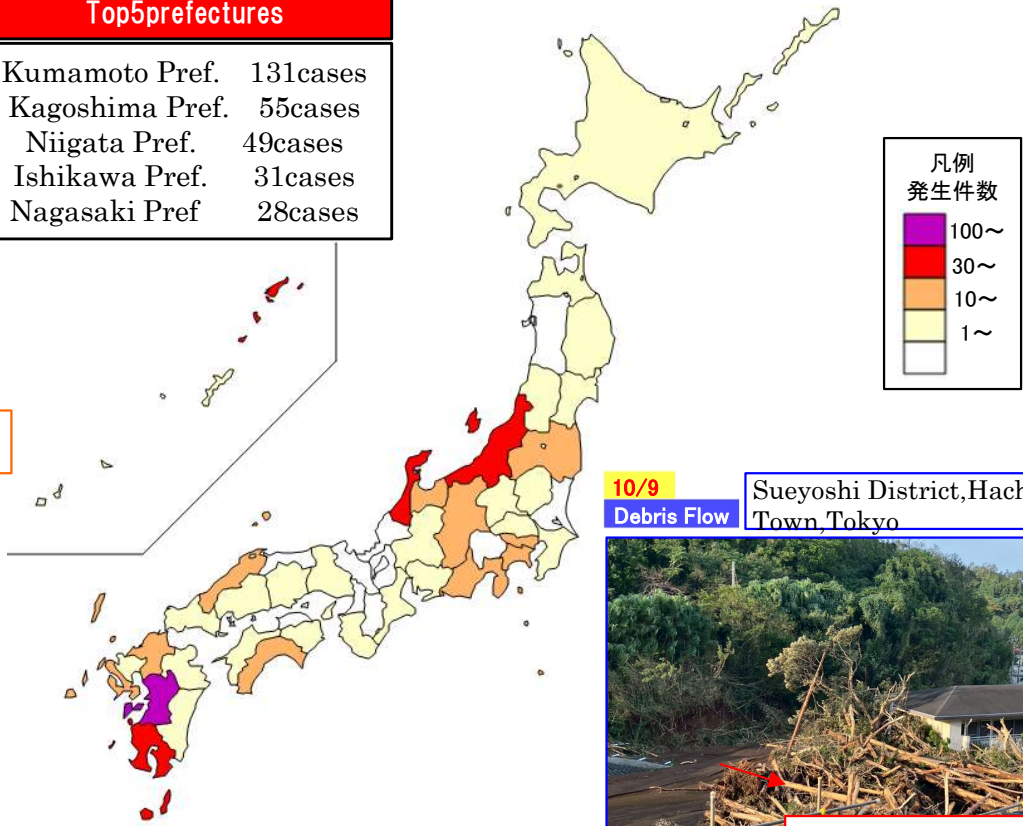 Top5prefectures
Kumamoto Pref. 131cases
Kagoshima Pref. 55cases
Niigata Pref. 49cases
Ishikawa Pref. 31cases
Nagasaki Pref 28cases
凡例
発生件数
100～
30～
10～
1～
10/9
Debris Flow
Sueyoshi District,Hach
Town,Tokyo